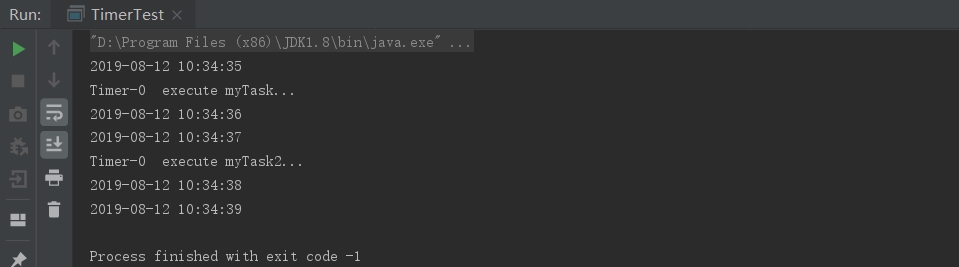 Run: TimerTest
"D:\Program Files (x86)\JDK1.8\bin\java.exe" ...
2019-08-12 10:34:35
Timer-0  execute myTask...
2019-08-12 10:34:36
2019-08-12 10:34:37
Timer-0  execute myTask2...
2019-08-12 10:34:38
2019-08-12 10:34:39
Process finished with exit code -1